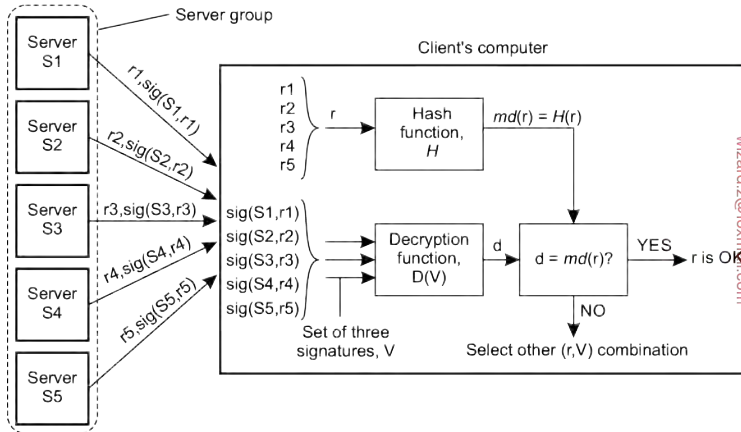 Server group
Server
S1
Server
S2
Server
S3
Server
S4
Server
S5
r1,sig(S1,r1)
r2,sig(S2,r2)
r3,sig(S3,r3)
r4,sig(S4,r4)
r5,sig(S5,r5)
Client's computer
r1
r2
r3
r4
r5
r
Hash
function,
H
md(r) = H(r)
sig(S1,r1)
sig(S2,r2)
sig(S3,r3)
sig(S4,r4)
sig(S5,r5)
Set of three
signatures, V
Decryption
function,
D(V)
d
d = md(r)?
YES
r is OK
NO
Select other (r,V) combination